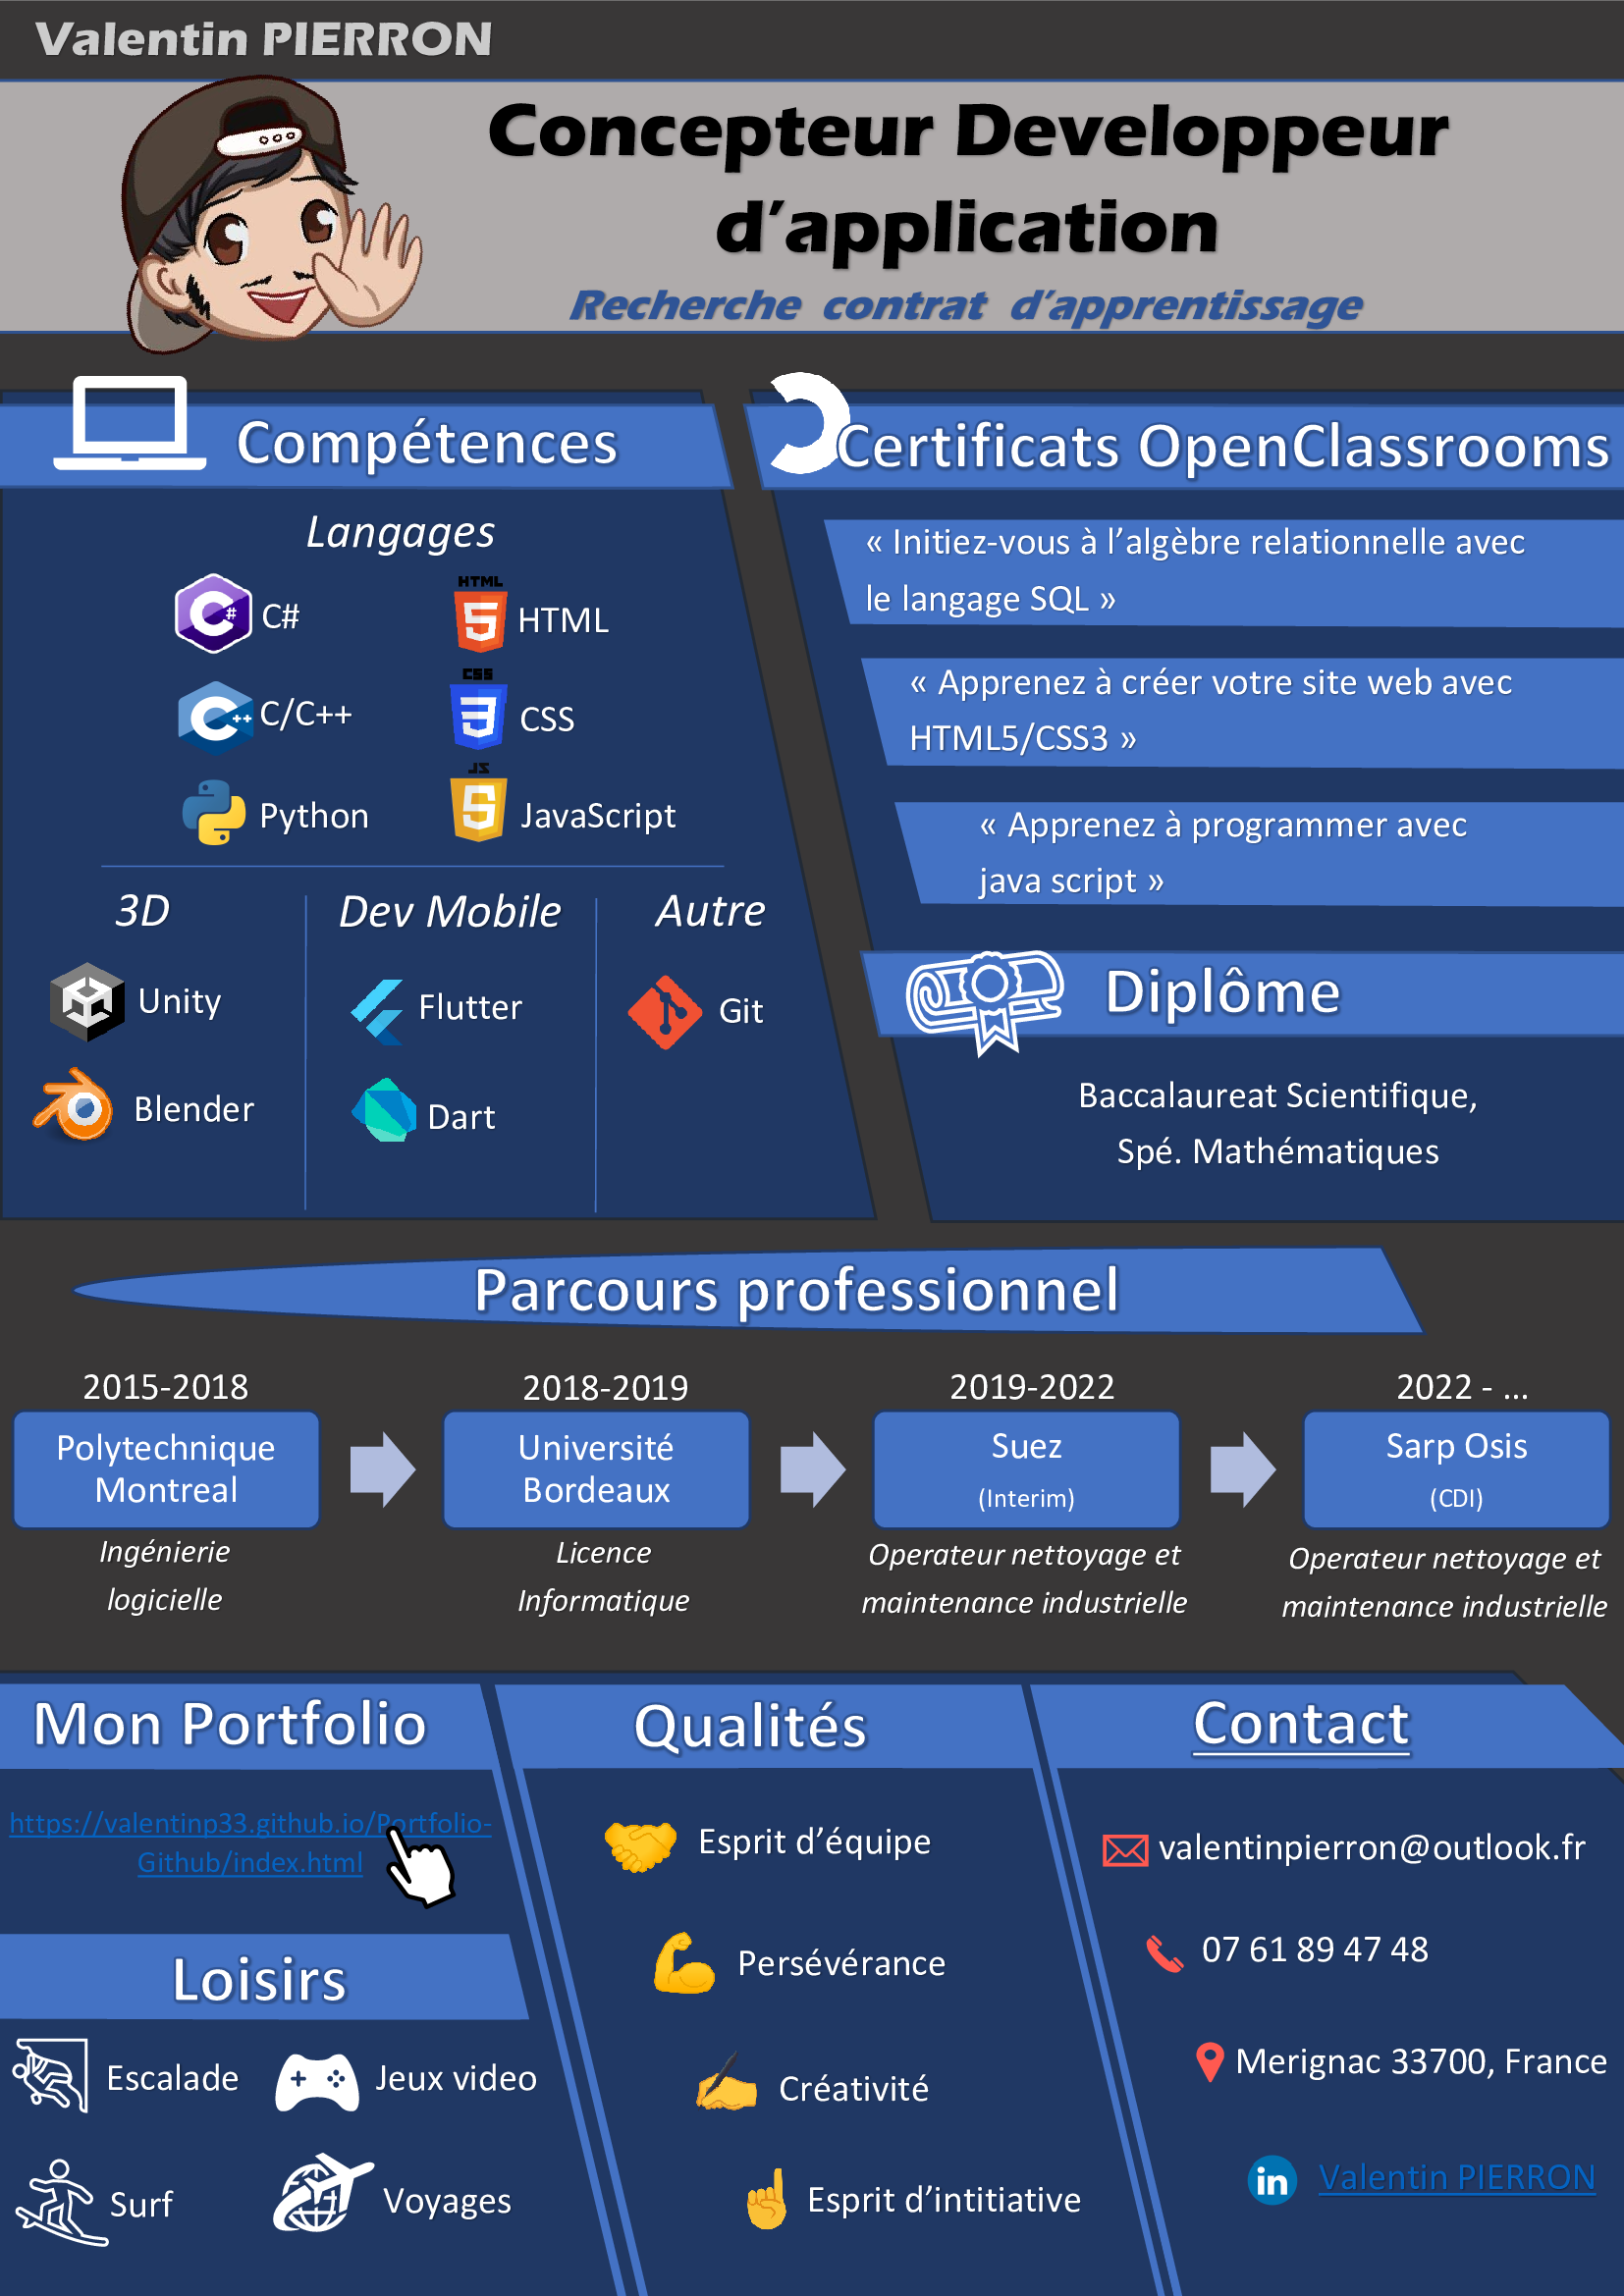 Valentin PIERRON
Concepteur Developpeur
d’application
Recherche contrat d’apprentissage
Compétences
Langages
C#
HTML
HTML
C/C++
CSS
CSS
Python
JS
JavaScript
3D
Dev Mobile
Autre
Unity
Flutter
Git
Blender
Dart
Certificats OpenClassrooms
« Initiez-vous à l’algèbre relationnelle avec
le langage SQL »
« Apprenez à créer votre site web avec
HTML5/CSS3 »
« Apprenez à programmer avec
java script »
Diplôme
Baccalaureat Scientifique,
Spé. Mathématiques
Parcours professionnel
2015-2018
Polytechnique
Montreal
Ingénierie
logicielle
2018-2019
Université
Bordeaux
Licence
Informatique
2019-2022
Suez
(Interim)
Operateur nettoyage et
maintenance industrielle
2022 - ...
Sarp Osis
(CDI)
Operateur nettoyage et
maintenance industrielle
Mon Portfolio
https://valentinp33.github.io/Portfolio-
Github/index.html
Loisirs
Escalade
Jeux video
Surf
Voyages
Qualités
Esprit d’équipe
Persévérance
Créativité
Esprit d’intitiative
Contact
valentinpierron@outlook.fr
07 61 89 47 48
Merignac 33700, France
in
Valentin PIERRON